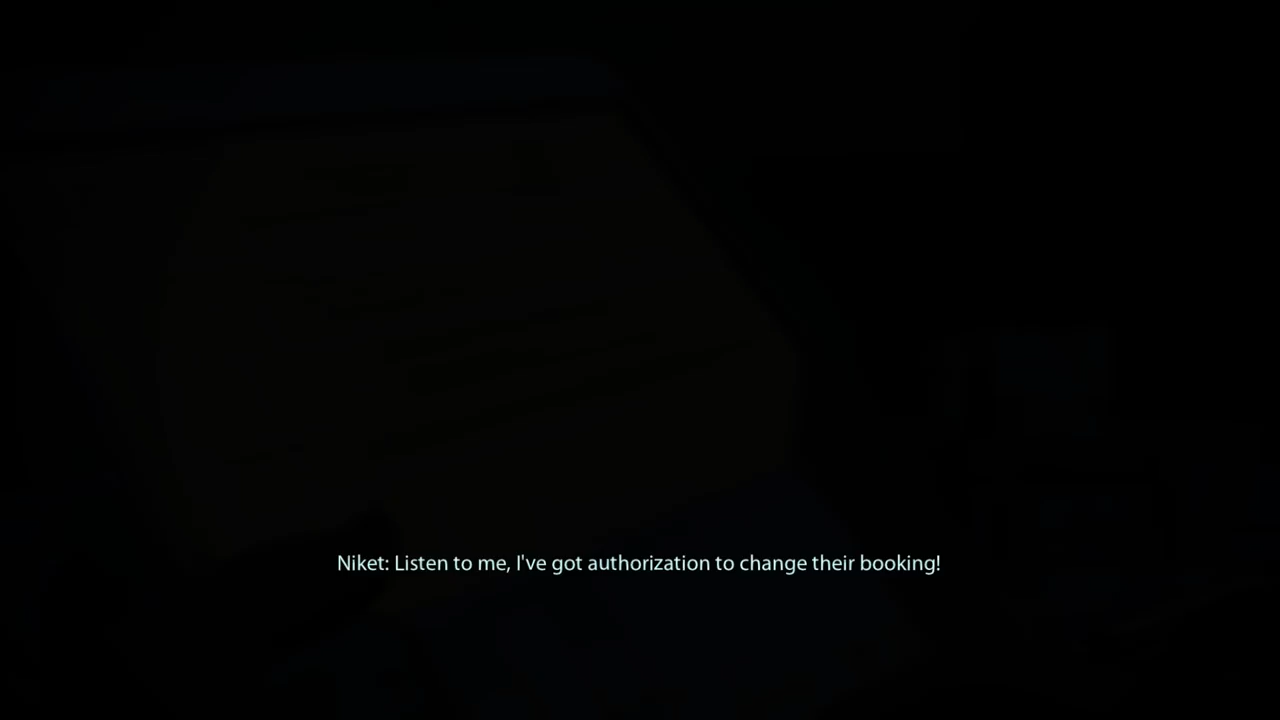 Niket: Listen to me, I've got authorization to change their booking!